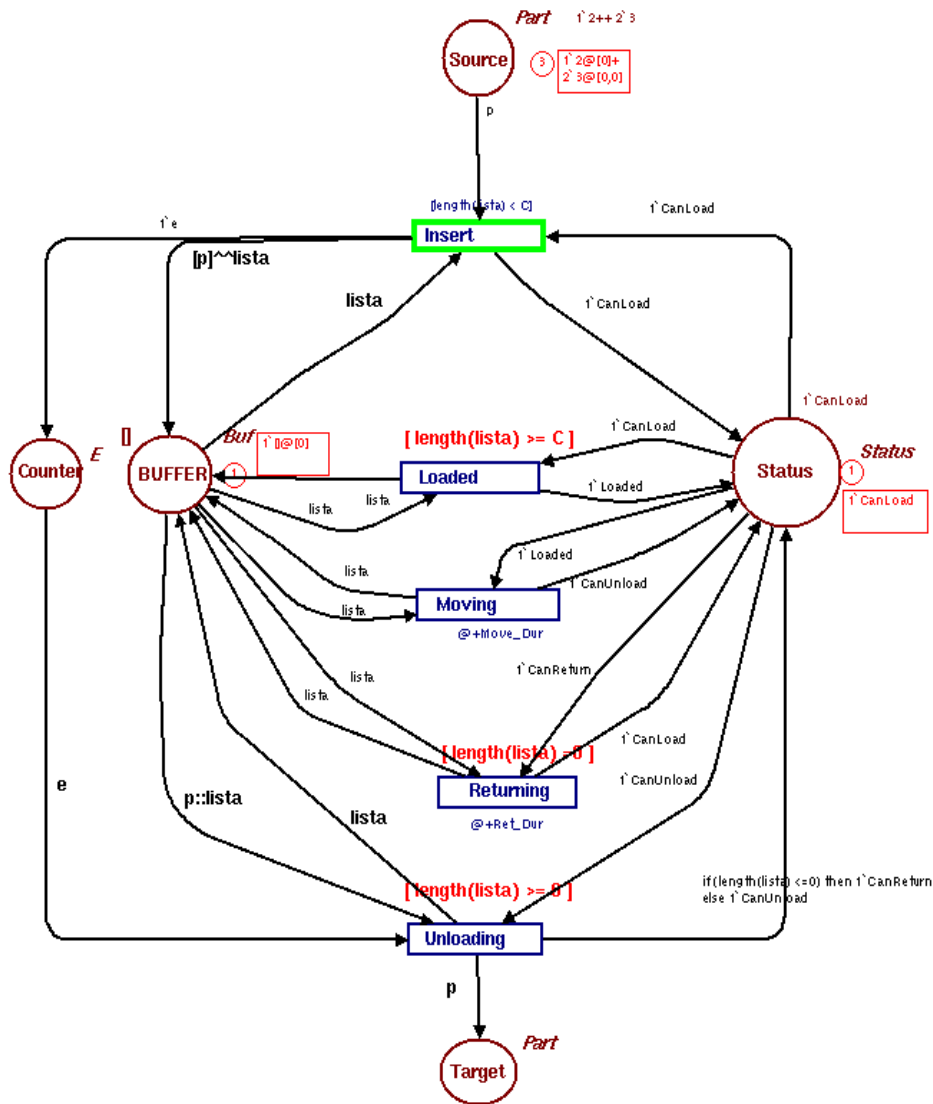 Part 1`2++2`3
Source
3
1`2@[0]+
2`3@[0,0]
p
[length(lista) < C]
1`CanLoad
1`e
Insert
[p]^^lista
lista
1`CanLoad
1`CanLoad
[]
Buf
1`[]@[0]
[ length(lista) >= C ]
1`CanLoad
Status
E
Counter
BUFFER
1
Loaded
Status
1
1`CanLoad
lista
lista
1`Loaded
1`Loaded
lista
1`CanUnload
Moving
lista
@+Move_Dur
lista
1`CanReturn
lista
[ length(lista) =0 ]
1`CanLoad
e
p::lista
lista
Returning
1`CanUnload
@+Ret_Dur
[ length(lista) >= 0 ]
if(length(lista) <=0) then 1`CanReturn
else 1`CanUnload
Unloading
p
Part
Target